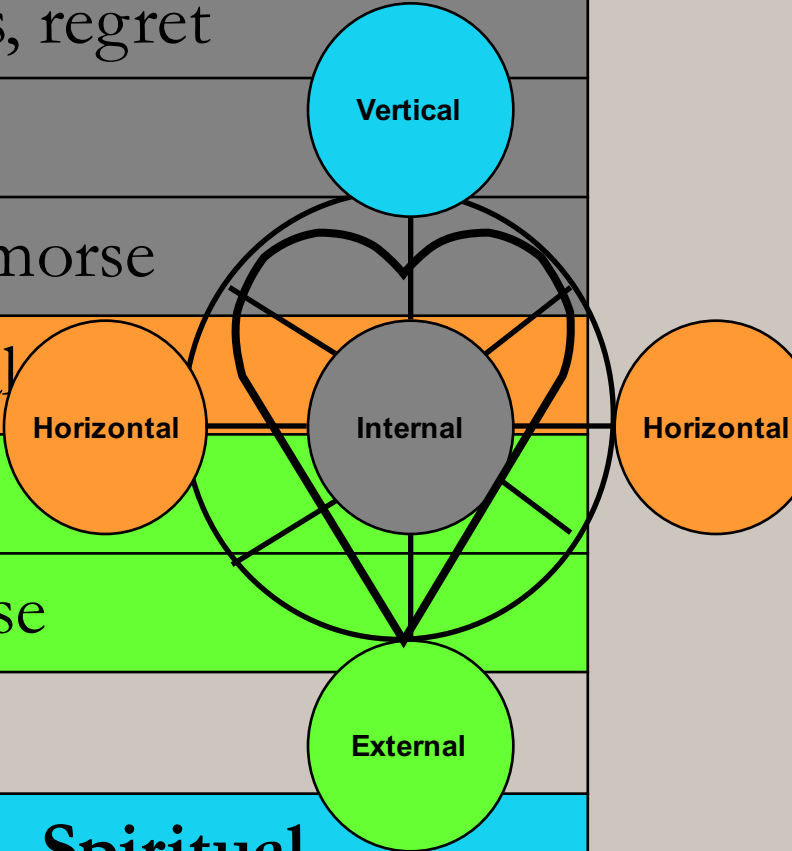 s, regret
Vertical
morse
Horizontal
Internal
Horizontal
se
External
Spiritual